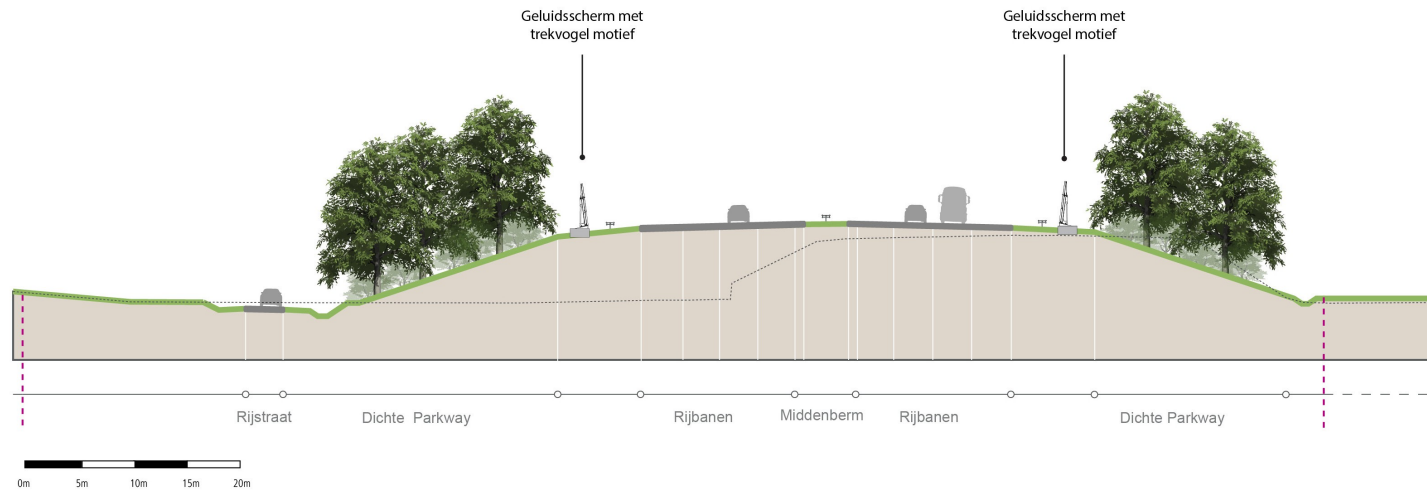 Geluidsscherm met
trekvogel motief
Geluidsscherm met
trekvogel motief
Rijstraat
Dichte Parkway
Rijbanen
Middenberm
Rijbanen
Dichte Parkway
0m 5m 10m 15m 20m